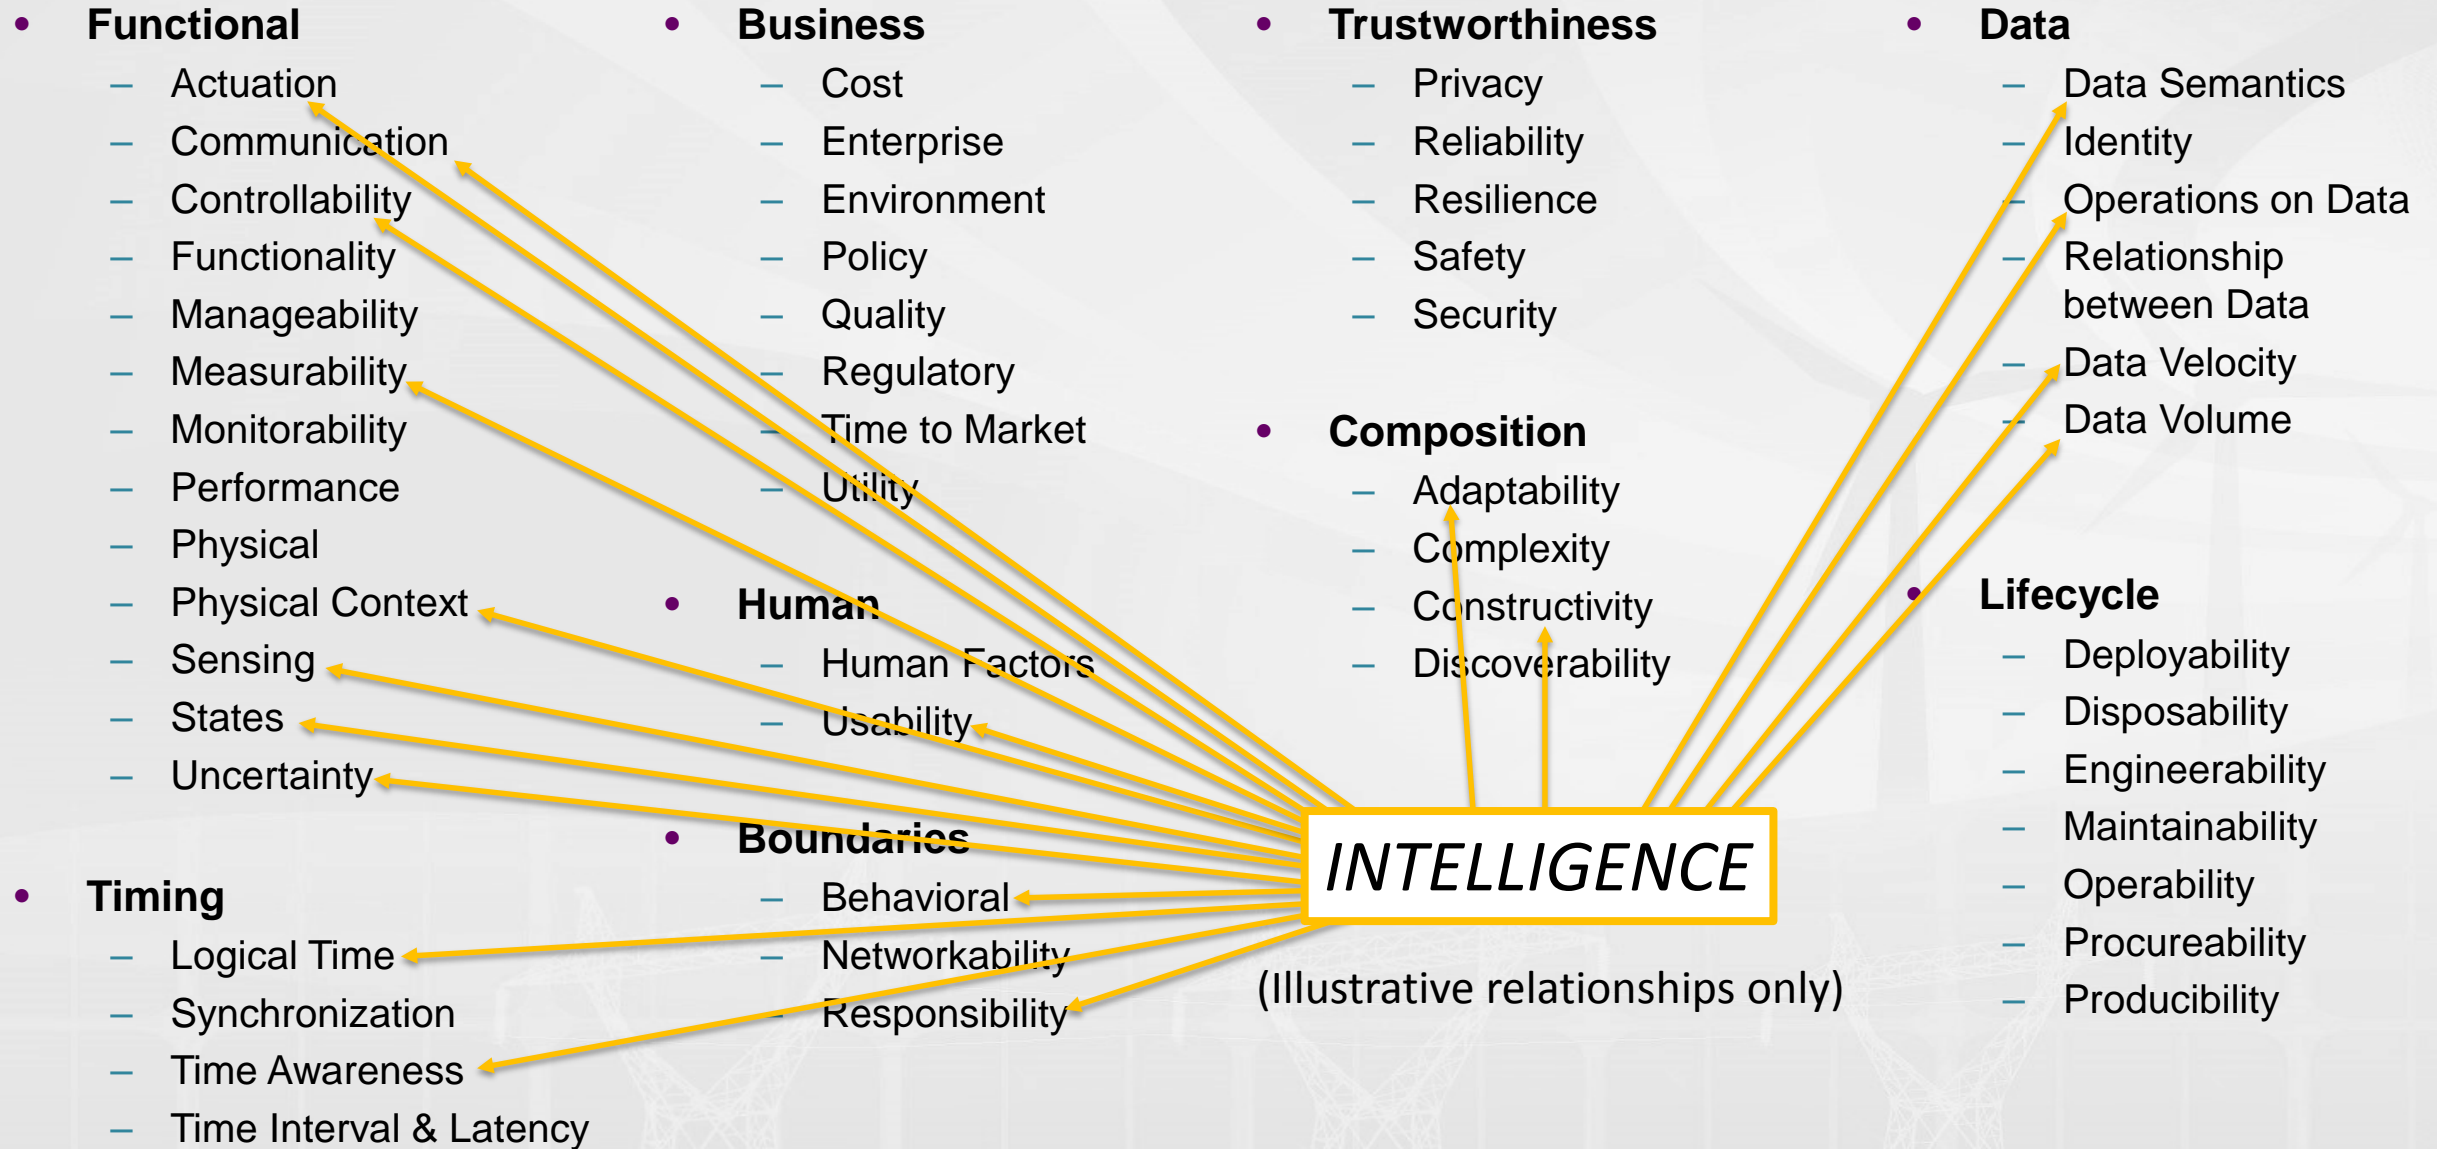 • Functional
– Actuation
– Communication
– Controllability
– Functionality
– Manageability
– Measurability
– Monitorability
– Performance
– Physical
– Physical Context
– Sensing
– States
– Uncertainty
• Timing
– Logical Time
– Synchronization
– Time Awareness
– Time Interval & Latency
• Business
– Cost
– Enterprise
– Environment
– Policy
– Quality
– Regulatory
– Time to Market
– Utility
• Human
– Human Factors
– Usability
• Boundaries
– Behavioral
– Networkability
– Responsibility
• Trustworthiness
– Privacy
– Reliability
– Resilience
– Safety
– Security
• Composition
– Adaptability
– Complexity
– Constructivity
– Discoverability
INTELLIGENCE
(Illustrative relationships only)
• Data
– Data Semantics
– Identity
– Operations on Data
– Relationship
between Data
– Data Velocity
– Data Volume
• Lifecycle
– Deployability
– Disposability
– Engineerability
– Maintainability
– Operability
– Procureability
– Producibility